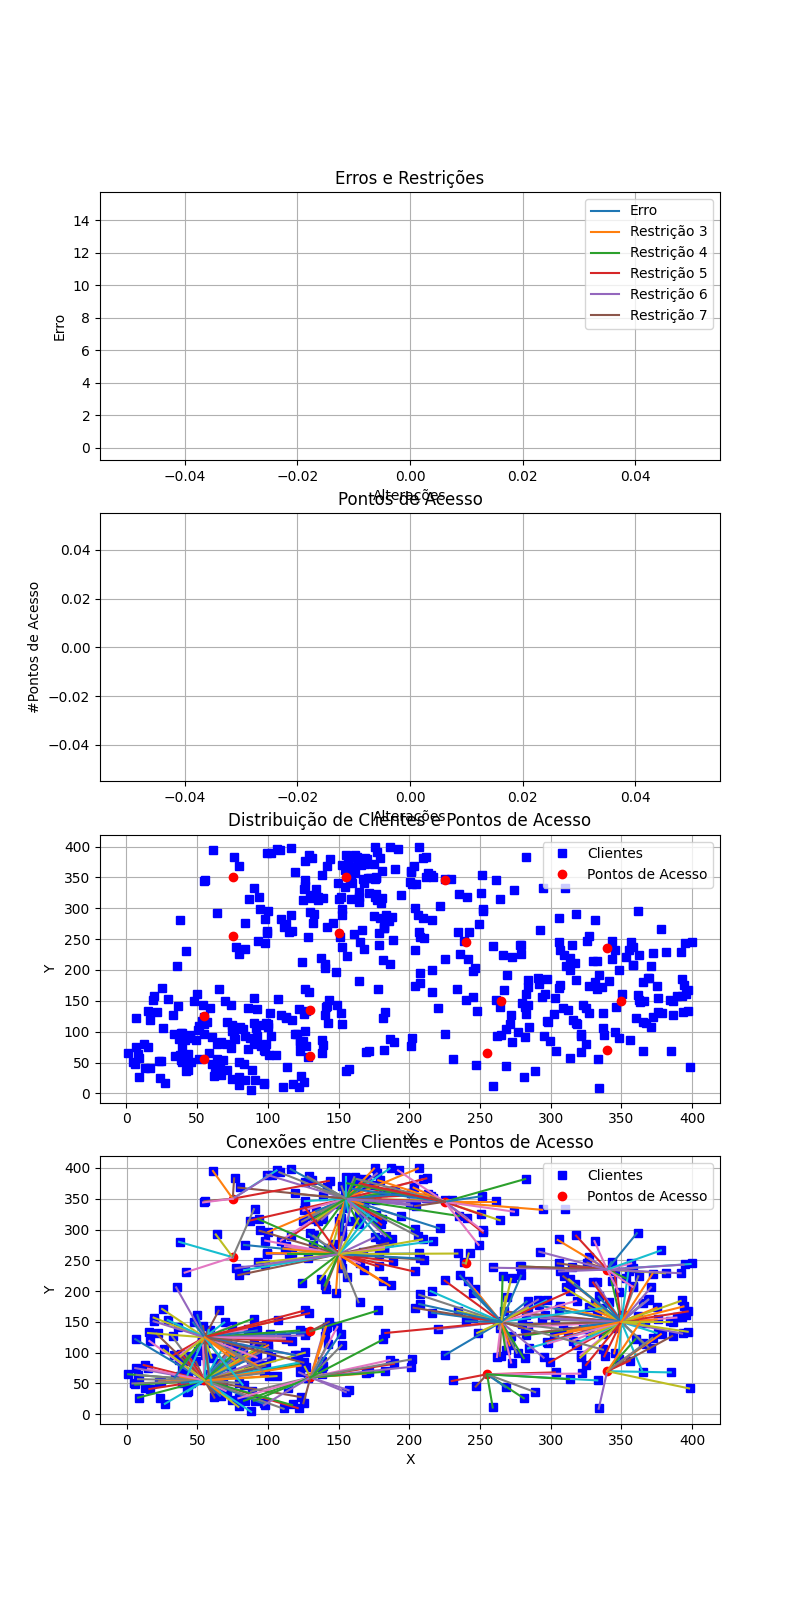 Erros e Restrições
14
12
10
8
6
4
2
0
Erro
Erro
Restrição 3
Restrição 4
Restrição 5
Restrição 6
Restrição 7
−0.04 −0.02 0.00 0.02 0.04
Alterações
Pontos de Acesso
0.04
0.02
0.00
−0.02
−0.04
#Pontos de Acesso
−0.04 −0.02 0.00 0.02 0.04
Alterações
Distribuição de Clientes e Pontos de Acesso
400
350
300
250
200
150
100
50
0
Y
Clientes
Pontos de Acesso
0 50 100 150 200 250 300 350 400
X
Conexões entre Clientes e Pontos de Acesso
400
350
300
250
200
150
100
50
0
Y
Clientes
Pontos de Acesso
0 50 100 150 200 250 300 350 400
X